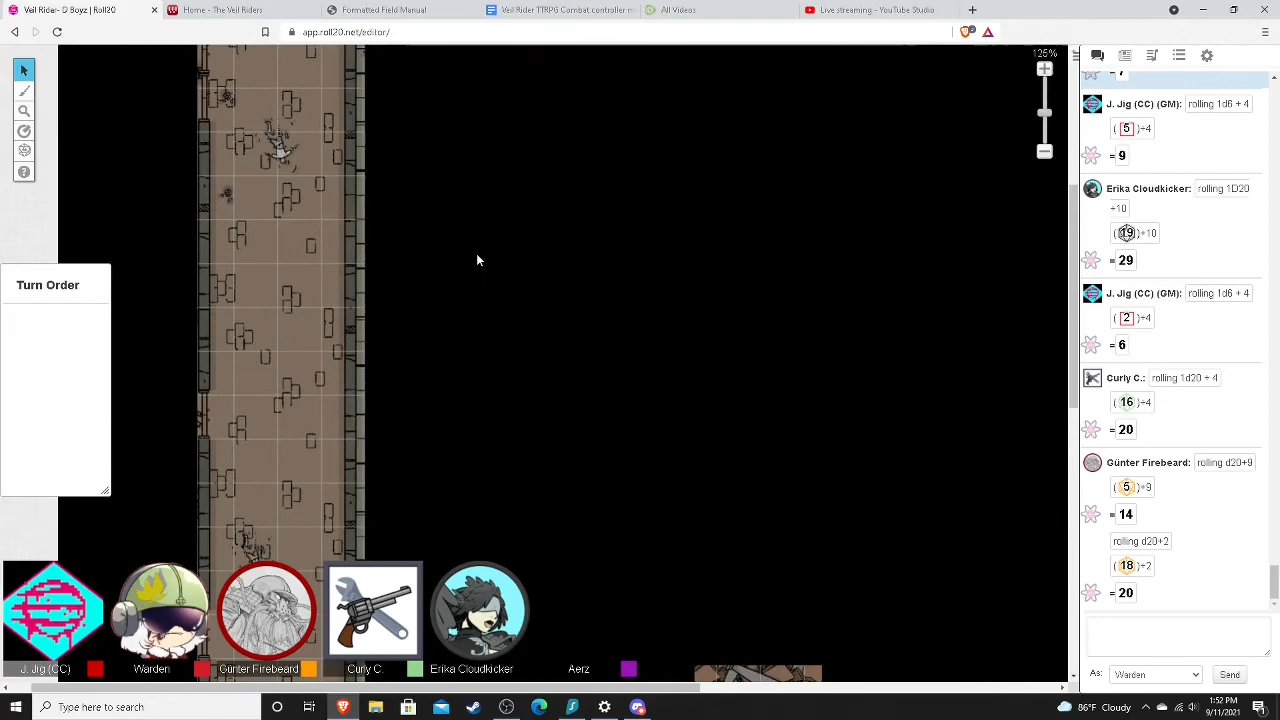 Veil Rider- D Boyz | Roll20
Home - The Veil Riders
Formatted Field Manual
Veil Rider TTRPG Combat controller m
All Videos
Live streaming - YouTube Studio
app.roll20.net/editor/
125%
Turn Order
7
J. Jig (CC) (GM): rolling 1d6 + 4
(5)+4
= 9
Erika Cloudkicker: rolling 1D20
+10
(19)+10
= 29
J. Jig (CC) (GM): rolling 1d6 + 4
(2)+4
= 6
Curly C.: rolling 1d20 + 4
(16)+4
= 20
Günter Firebeard: rolling d20+9
(5)+9
= 14
rolling d20+2
(18)+2
= 20
J. Jig (CC)
Warden
Günter Firebeard
Curly C.
Erika Cloudkicker
Aerz
As:
Warden
Send
Type here to search
86°F Cloudy
1:52 PM
9/11/2021